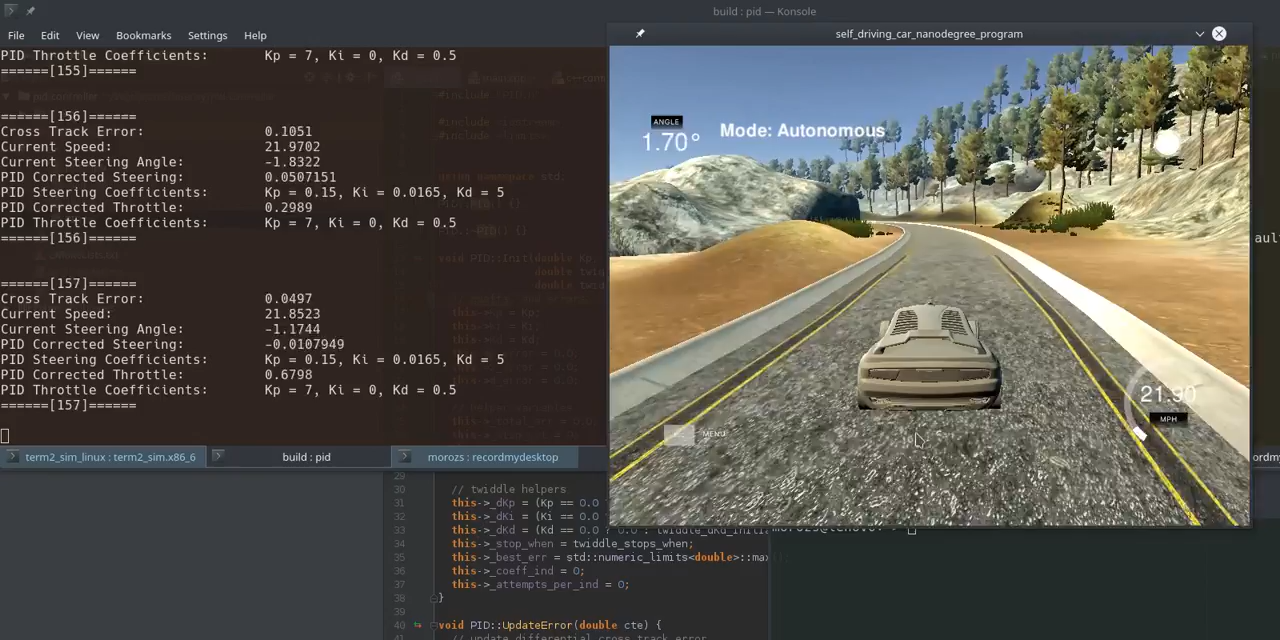 build : pid — Konsole
File Edit View Bookmarks Settings Help
PID Throttle Coefficients: Kp = 7, Ki = 0, Kd = 0.5
======[155]======
======[156]======
Cross Track Error: 0.1051
Current Speed: 21.9702
Current Steering Angle: -1.8322
PID Corrected Steering: 0.0507151
PID Steering Coefficients: Kp = 0.15, Ki = 0.0165, Kd = 5
PID Corrected Throttle: 0.2989
PID Throttle Coefficients: Kp = 7, Ki = 0, Kd = 0.5
======[156]======
======[157]======
Cross Track Error: 0.0497
Current Speed: 21.8523
Current Steering Angle: -1.1744
PID Corrected Steering: -0.0107949
PID Steering Coefficients: Kp = 0.15, Ki = 0.0165, Kd = 5
PID Corrected Throttle: 0.6798
PID Throttle Coefficients: Kp = 7, Ki = 0, Kd = 0.5
======[157]======
term2_sim_linux : term2_sim.x86_6 build : pid morozs : recordmydesktop
self_driving_car_nanodegree_program
ANGLE
1.70°
Mode: Autonomous
21.90
MPH
MENU
29
30 // twiddle helpers
31 this->_dKp = (Kp == 0.0
32 this->_dKi = (Ki == 0.0
33 this->_dKd = (Kd == 0.0 ? 0.0 :
34 this->_stop_when = twiddle_stops_when;
35 this->_best_err = std::numeric_limits<double>::max
36 this->_coeff_ind = 0;
37 this->_attempts_per_ind = 0;
38 }
39
40 void PID::UpdateError(double cte) {
41 // update differential cross track error